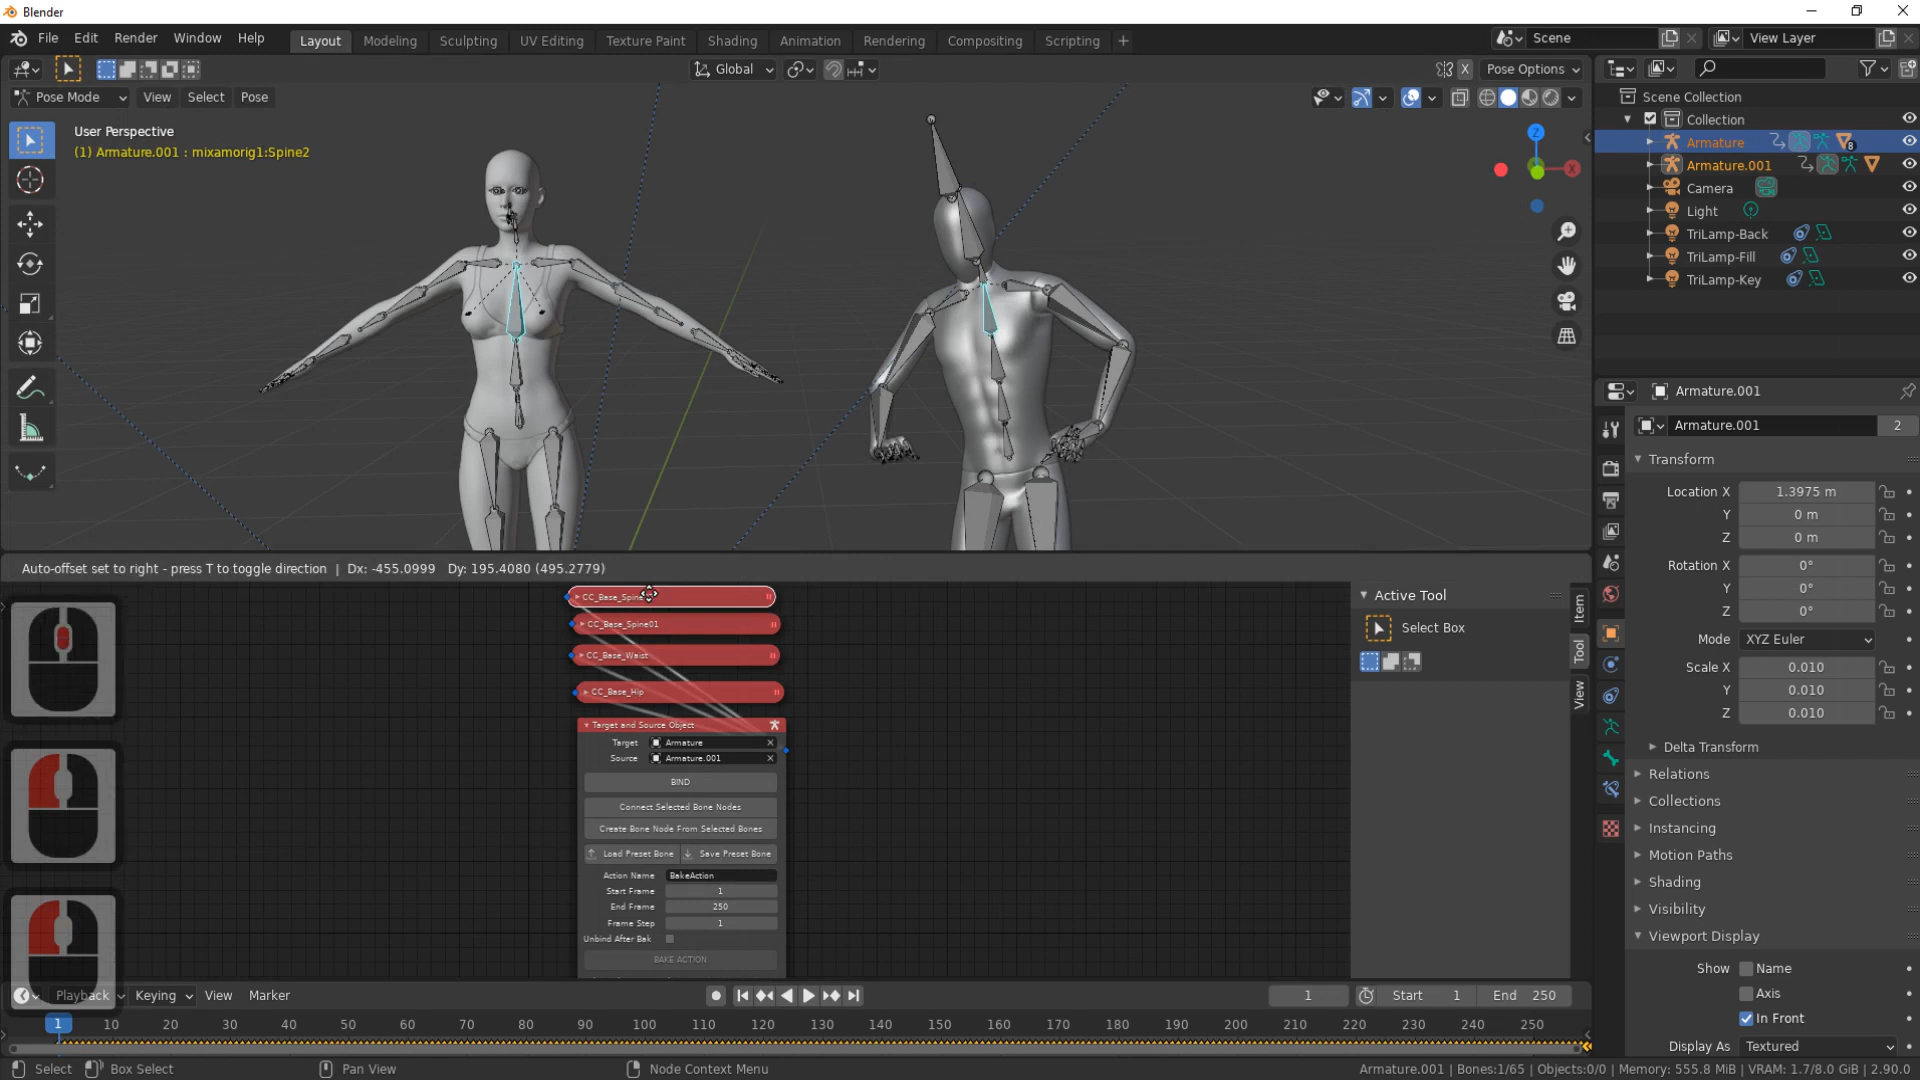 Blender
File Edit Render Window Help
Layout Modeling Sculpting UV Editing Texture Paint Shading Animation Rendering Compositing Scripting +
Scene
View Layer
Global
X
Pose Options
Pose Mode View Select Pose
User Perspective
(1) Armature.001 : mixamorig1:Spine2
Z
X
Scene Collection
Collection
Armature
8
Armature.001
Camera
Light
TriLamp-Back
TriLamp-Fill
TriLamp-Key
Armature.001
Armature.001 2
Transform
Location X 1.3975 m
Y 0 m
Z 0 m
Rotation X 0°
Y 0°
Z 0°
Mode XYZ Euler
Scale X 0.010
Y 0.010
Z 0.010
Delta Transform
Relations
Collections
Instancing
Motion Paths
Shading
Visibility
Viewport Display
Show Name
Axis
In Front
Display As Textured
Auto-offset set to right - press T to toggle direction | Dx: -455.0999 Dy: 195.4080 (495.2779)
CC_Base_Spine01
CC_Base_Waist
CC_Base_Hip
Target and Source Object
Target Armature
Source Armature.001
BIND
Connect Selected Bone Nodes
Create Bone Node From Selected Bones
Load Preset Bone Save Preset Bone
Action Name BakeAction
Start Frame 1
End Frame 250
Frame Step 1
Unbind After Bak
BAKE ACTION
Active Tool
Select Box
Item
Tool
View
Playback Keying View Marker
1 Start 1 End 250
1 10 20 30 40 50 60 70 80 90 100 110 120 130 140 150 160 170 180 190 200 210 220 230 240 250
Select Box Select Pan View Node Context Menu
Armature.001 | Bones:1/65 | Objects:0/0 | Memory: 555.8 MiB | VRAM: 1.7/8.0 GiB | 2.90.0